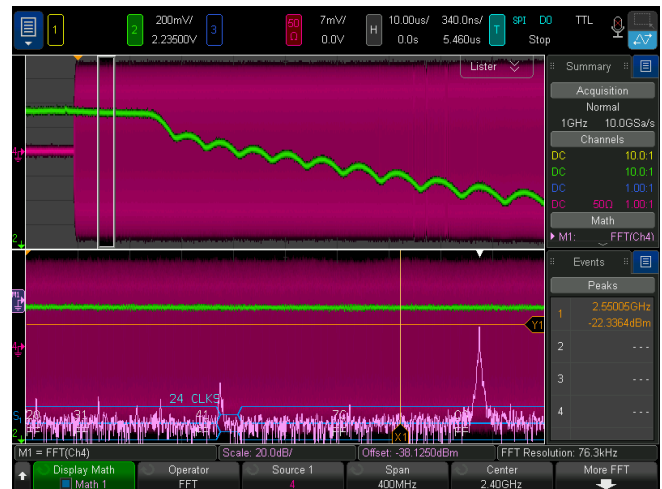 1 2 200mV/ 2.23500V 3 50Ω 7mV/ 0.0V H 10.00us/ 0.0s 340.0ns/ 5.460us T SPI D0 TTL Stop
Lister
Summary
Acquisition
Normal
1GHz 10.0GSa/s
Channels
DC 10.0:1
DC 10.0:1
DC 1.00:1
DC 50Ω 1.00:1
Math
M1: FFT(Ch4)
Events
Peaks
1 2.55005GHz
-22.3364dBm
2 ---
3 ---
4 ---
Y1
24 CLKS
X1
M1 = FFT(Ch4) Scale: 20.0dB/ Offset: -38.1250dBm FFT Resolution: 76.3kHz
Display Math Operator Source 1 Span Center More FFT
Math 1 FFT 4 400MHz 2.40GHz